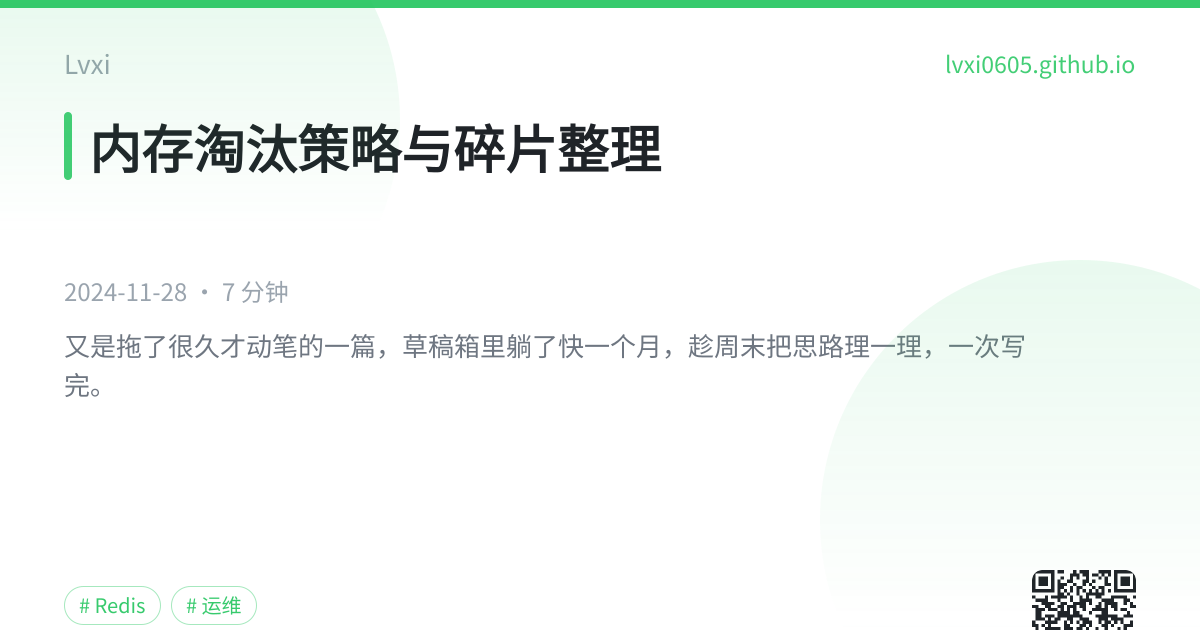 Lvxi
lvxi0605.github.io
内存淘汰策略与碎片整理
2024-11-28 · 7 分钟
又是拖了很久才动笔的一篇，草稿箱里躺了快一个月，趁周末把思路理一理，一次写
完。
# Redis
# 运维